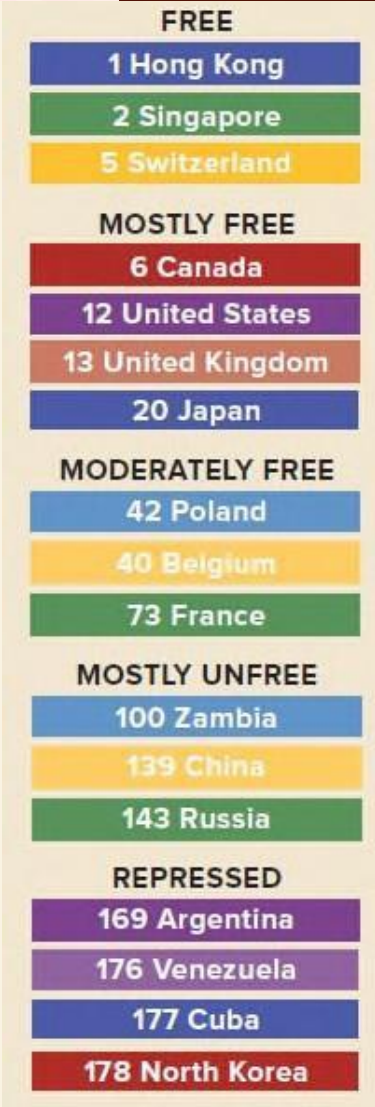 FREE
1 Hong Kong
2 Singapore
5 Switzerland
MOSTLY FREE
6 Canada
12 United States
13 United Kingdom
20 Japan
MODERATELY FREE
42 Poland
40 Belgium
73 France
MOSTLY UNFREE
100 Zambia
139 China
143 Russia
REPRESSED
169 Argentina
176 Venezuela
177 Cuba
178 North Korea